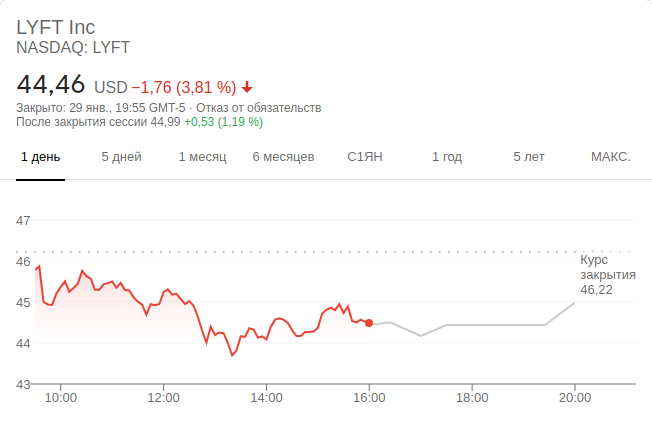 LYFT Inc
NASDAQ: LYFT
44,46 USD −1,76 (3,81 %)
Закрыто: 29 янв., 19:55 GMT-5 · Отказ от обязательств
После закрытия сессии 44,99 +0,53 (1,19 %)
1 день 5 дней 1 месяц 6 месяцев С1ЯН 1 год 5 лет МАКС.
47
46
45
44
43
Курс
закрытия
46,22
10:00 12:00 14:00 16:00 18:00 20:00